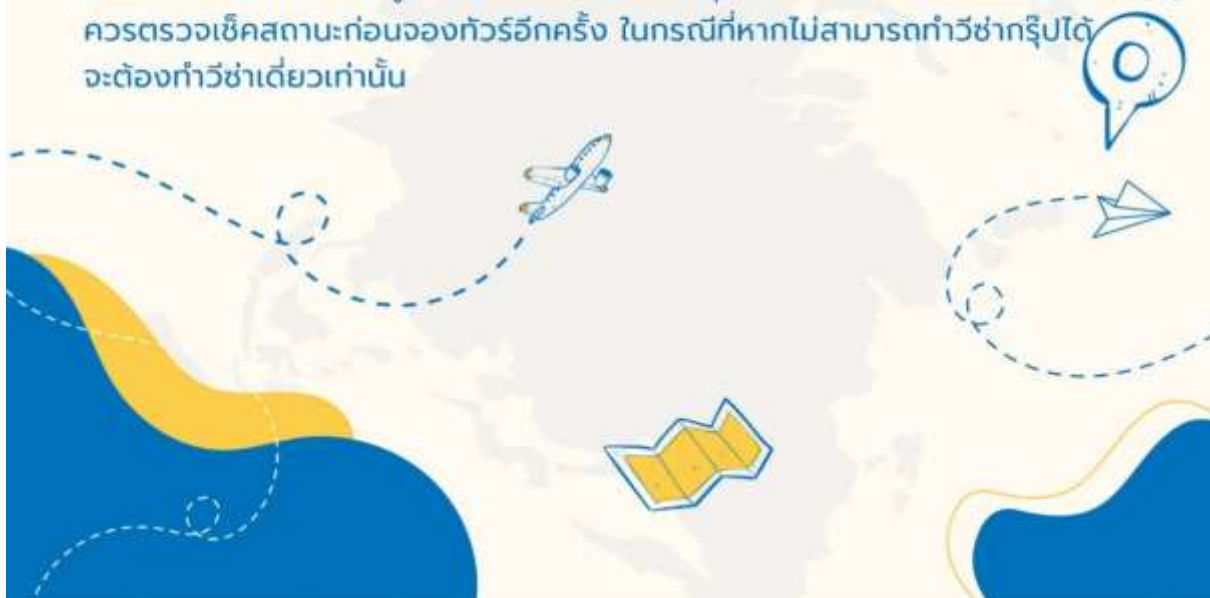 ควรตรวจเช็คสถานะก่อนจองทัวร์อีกครั้ง ในกรณีที่หากไม่สามารถทำวีซ่ากรุ๊ปได้
จะต้องทำวีซ่าเดี่ยวเท่านั้น